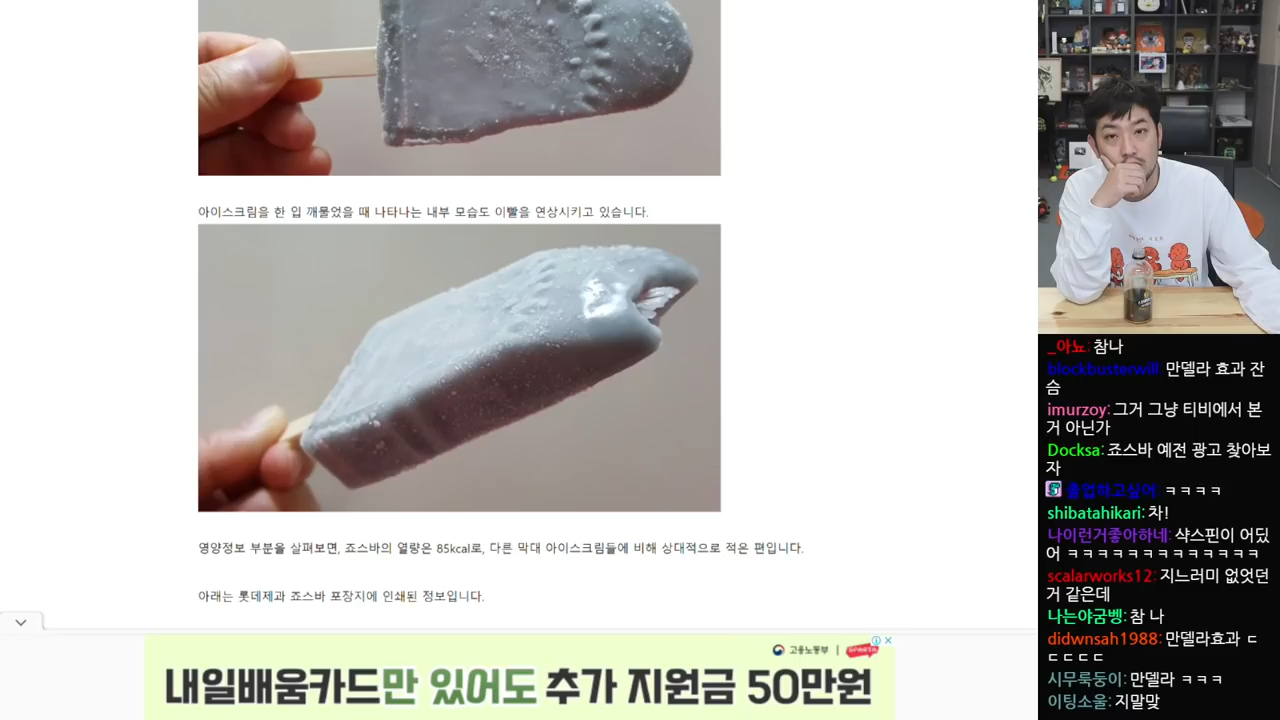 아이스크림을 한 입 깨물었을 때 나타나는 내부 모습도 이빨을 연상시키고 있습니다.
영양정보 부분을 살펴보면, 죠스바의 열량은 85kcal로, 다른 막대 아이스크림들에 비해 상대적으로 적은 편입니다.
아래는 롯데제과 죠스바 포장지에 인쇄된 정보입니다.
고용노동부 | SPARTA
내일배움카드만 있어도 추가 지원금 50만원
_아뇨: 참나
blockbusterwill: 만델라 효과 잔
슴
imurzoy: 그거 그냥 티비에서 본
거 아닌가
Docksa: 죠스바 예전 광고 찾아보
자
졸업하고싶어: ㅋㅋㅋㅋ
shibatahikari: 차!
나이런거좋아하네: 샥스핀이 어딨
어 ㅋㅋㅋㅋㅋㅋㅋㅋㅋㅋㅋㅋㅋ
scalarworks12: 지느러미 없엇던
거 같은데
나는야굼벵: 참 나
didwnsah1988: 만델라효과 ㄷ
ㄷㄷㄷㄷ
시무룩둥이: 만델라 ㅋㅋㅋ
이팅소울: 지말맞